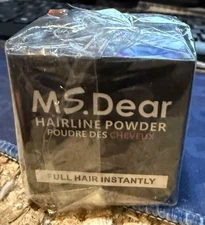 MS.Dear
HAIRLINE POWDER
POUDRE DES CHEVEUX
FULL HAIR INSTANTLY